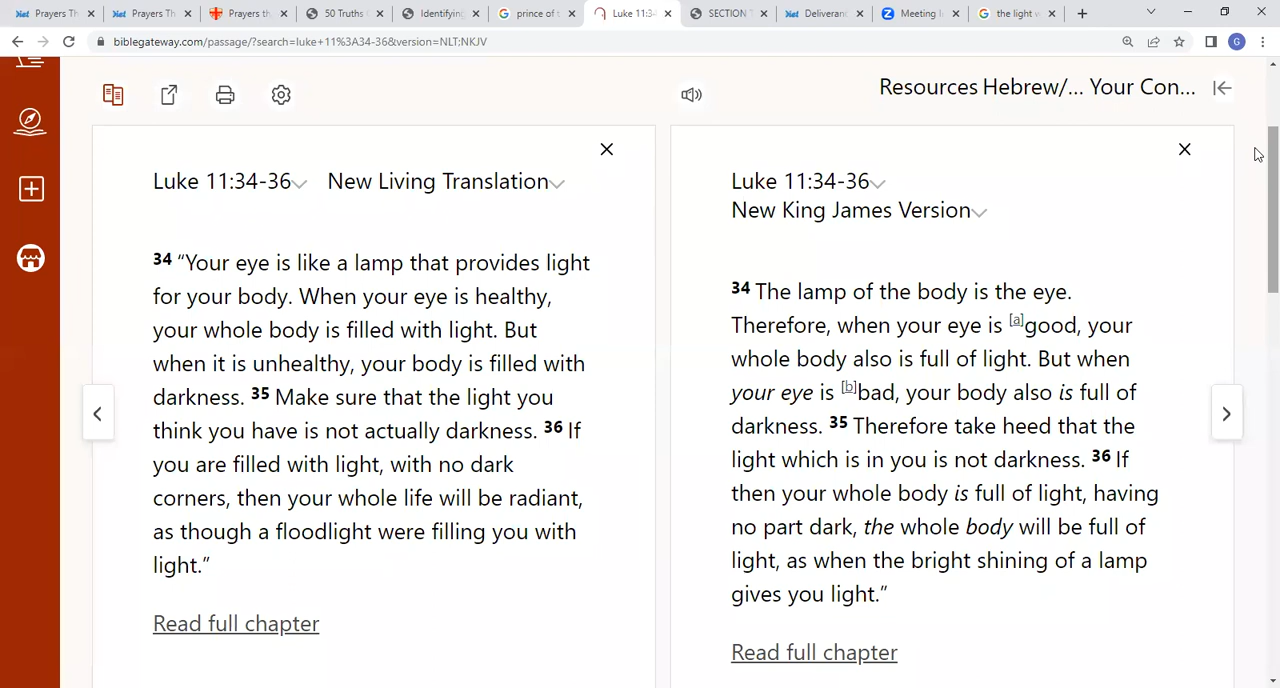 Prayers Th
Prayers Th
Prayers th
50 Truths
Identifying
prince of t
Luke 11:34
SECTION
Deliveranc
Meeting I
the light w
biblegateway.com/passage/?search=luke+11%3A34-36&version=NLT;NKJV
G
Resources Hebrew/... Your Con...
Luke 11:34-36 New Living Translation
34 “Your eye is like a lamp that provides light
for your body. When your eye is healthy,
your whole body is filled with light. But
when it is unhealthy, your body is filled with
darkness. 35 Make sure that the light you
think you have is not actually darkness. 36 If
you are filled with light, with no dark
corners, then your whole life will be radiant,
as though a floodlight were filling you with
light.”
Read full chapter
Luke 11:34-36
New King James Version
34 The lamp of the body is the eye.
Therefore, when your eye is [a]good, your
whole body also is full of light. But when
your eye is [b]bad, your body also is full of
darkness. 35 Therefore take heed that the
light which is in you is not darkness. 36 If
then your whole body is full of light, having
no part dark, the whole body will be full of
light, as when the bright shining of a lamp
gives you light.”
Read full chapter